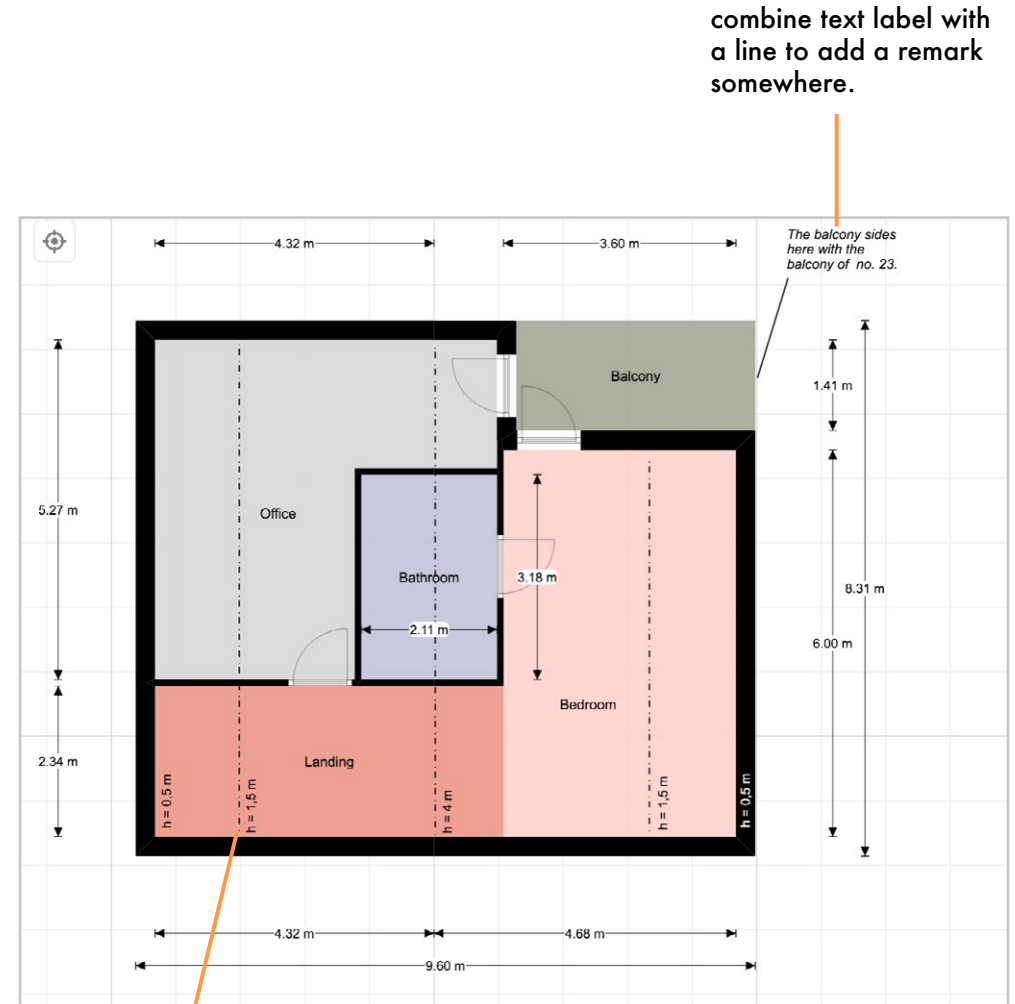 combine text label with
a line to add a remark
somewhere.
4.32 m
3.60 m
The balcony sides
here with the
balcony of no. 23.
Balcony
1.41 m
5.27 m
Office
Bathroom
3.18 m
8.31 m
2.11 m
6.00 m
Bedroom
2.34 m
Landing
h = 0,5 m
h = 1,5 m
h = 4 m
h = 1,5 m
h = 0,5 m
4.32 m
4.68 m
9.60 m